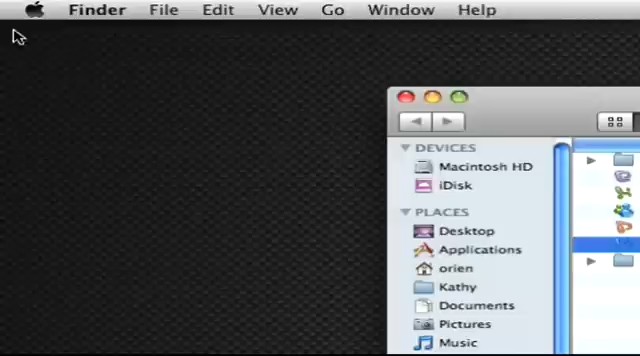 Finder File Edit View Go Window Help
DEVICES
Macintosh HD
iDisk
PLACES
Desktop
Applications
orien
Kathy
Documents
Pictures
Music